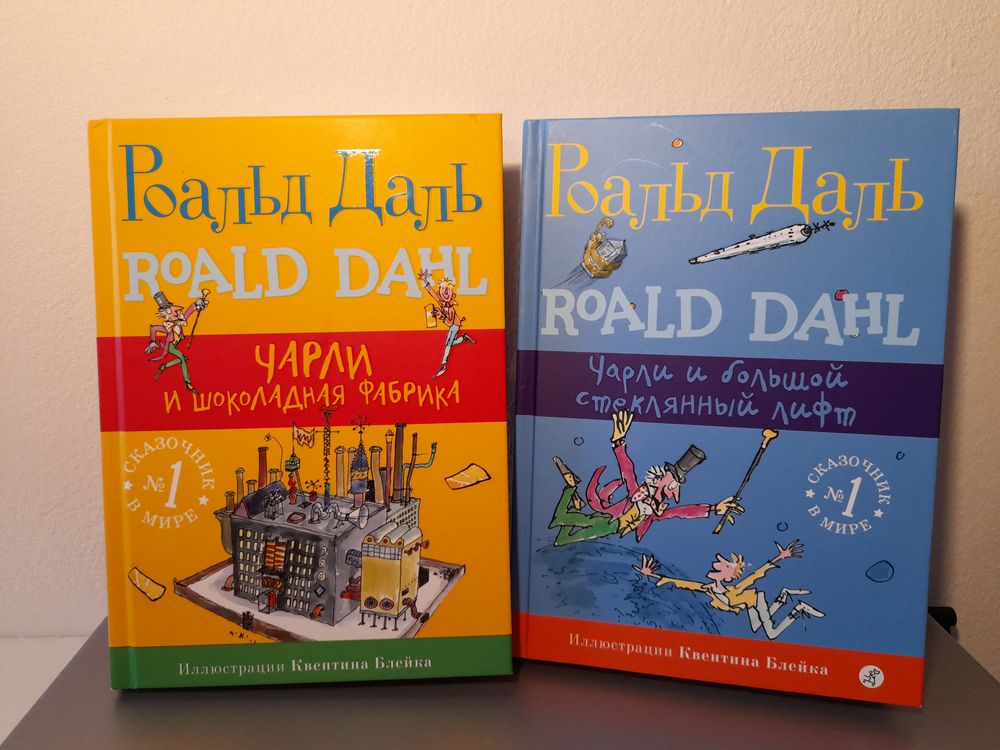 Роальд Даль
ROALD DAHL
ЧАРЛИ
И ШОКОЛАДНАЯ ФАБРИКА
СКАЗОЧНИК
№1
В МИРЕ
Иллюстрации Квентина Блейка
Роальд Даль
ROALD DAHL
Чарли и большой
стеклянный лифт
СКАЗОЧНИК
№1
В МИРЕ
Иллюстрации Квентина Блейка